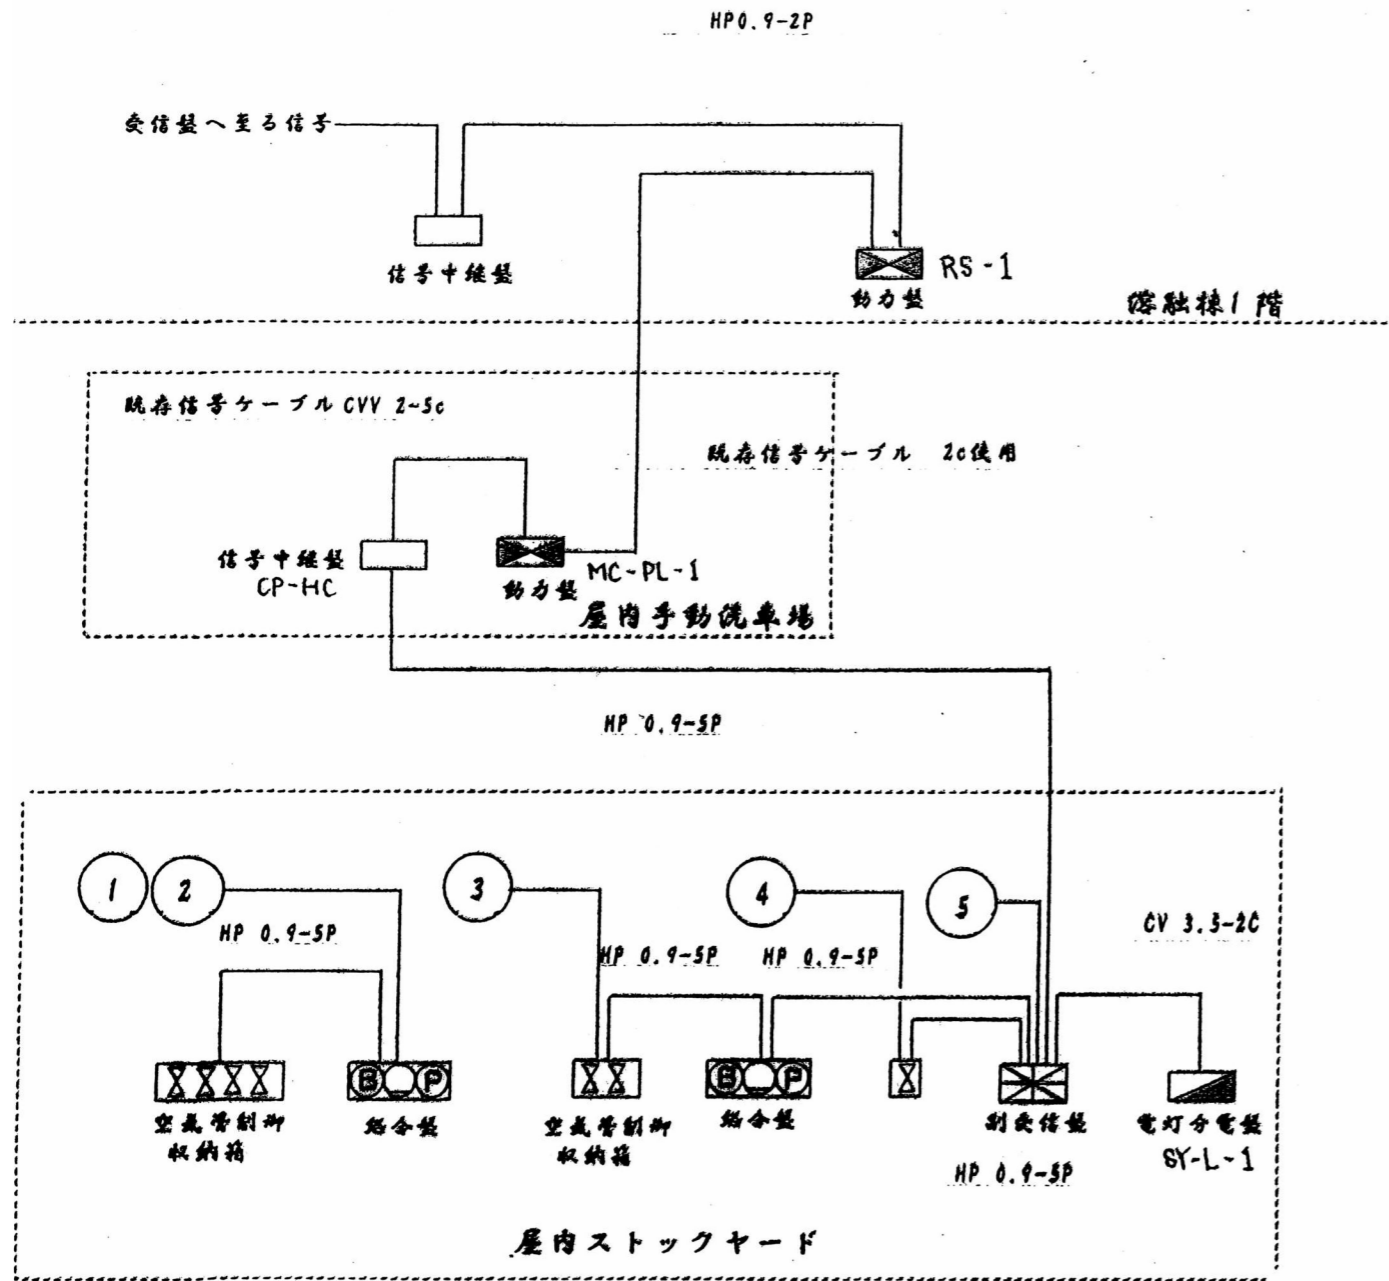 HP0.9-2P
受信盤へ至る信号
信号中継盤
RS-1
動力盤
溶融棟1階
既存信号ケーブル CVV 2-5c
既存信号ケーブル 2c使用
信号中継盤
CP-HC
MC-PL-1
動力盤
屋内手動洗車場
HP 0.9-5P
1
2
3
4
5
HP 0.9-5P
HP 0.9-5P
HP 0.9-5P
CV 3.5-2C
B
P
B
P
空気管制御
収納箱
総合盤
空気管制御
収納箱
総合盤
副受信盤
電灯分電盤
SY-L-1
HP 0.9-5P
屋内ストックヤード